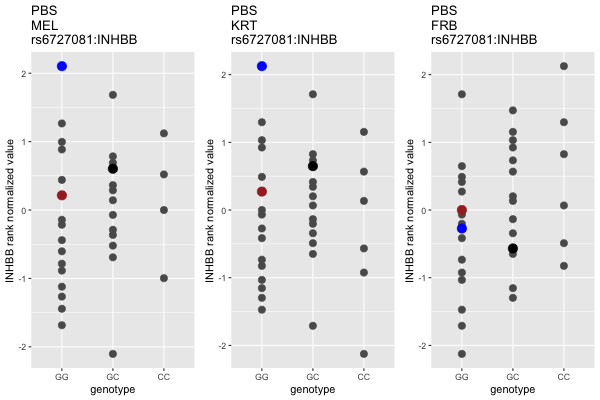 PBS
MEL
rs6727081:INHBB
INHBB rank normalized value
2
1
0
-1
-2
GG
GC
CC
genotype
PBS
KRT
rs6727081:INHBB
INHBB rank normalized value
2
1
0
-1
-2
GG
GC
CC
genotype
PBS
FRB
rs6727081:INHBB
INHBB rank normalized value
2
1
0
-1
-2
GG
GC
CC
genotype